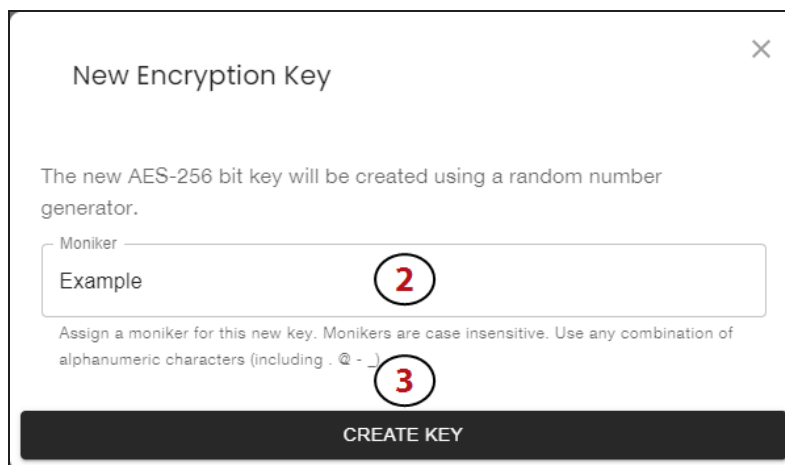 New Encryption Key
The new AES-256 bit key will be created using a random number
generator.
Moniker
Example
2
Assign a moniker for this new key. Monikers are case insensitive. Use any combination of
alphanumeric characters (including . @ - _)
3
CREATE KEY